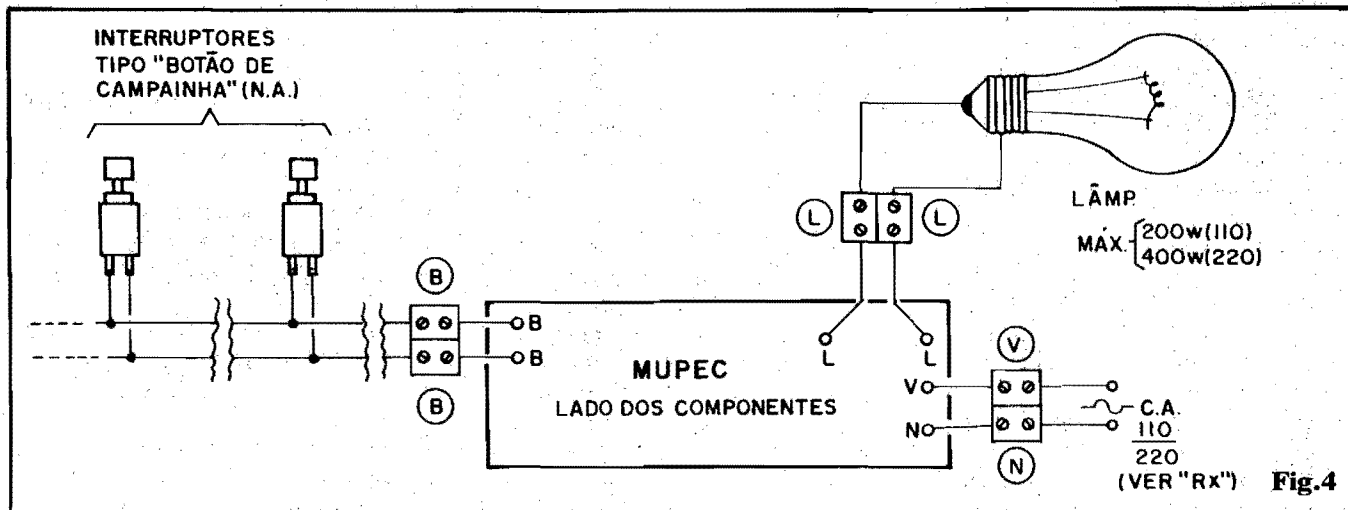 INTERRUPTORES
TIPO "BOTÃO DE
CAMPAINHA" (N.A.)
L L
LÂMP.
MÁX. 200w(110)
400w(220)
B
B
B
B
L L
MUPEC
LADO DOS COMPONENTES
V
V
N
N
C.A.
110
220
(VER "RX")
Fig.4